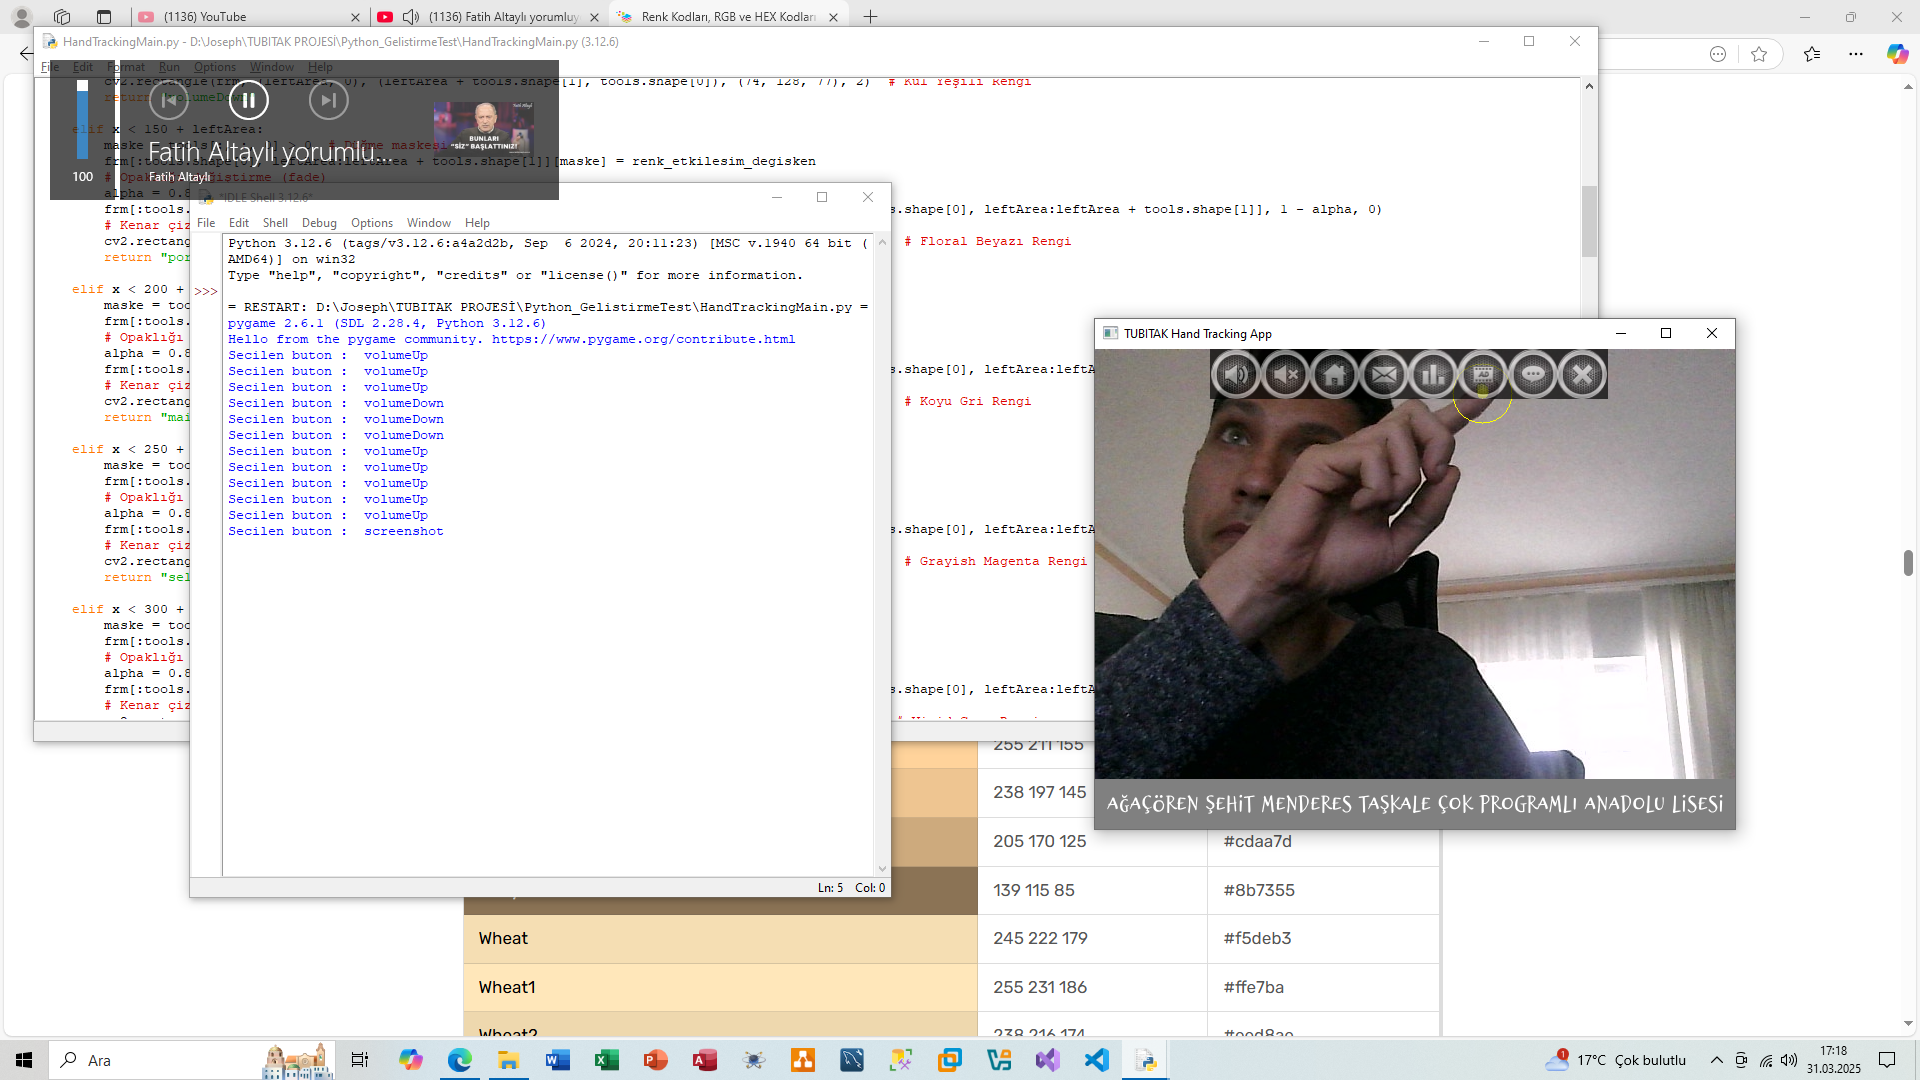 (1136) YouTube
(1136) Fatih Altaylı yorumluy
Renk Kodları, RGB ve HEX Kodları
HandTrackingMain.py - D:\Joseph\TUBITAK PROJESİ\Python_GelistirmeTest\HandTrackingMain.py (3.12.6)
File Edit Format Run Options Window Help
cv2.rectangle(frm, (leftArea, 0), (leftArea + tools.shape[1], tools.shape[0]), (74, 128, 77), 2)  # Kül Yeşili Rengi
return "volumeDown"
elif x < 150 + leftArea:
frm[:tools.shape[0], leftArea:leftArea + tools.shape[1]][maske] = renk_etkilesim_degisken
alpha = 0.8
frm[:tools.
s.shape[0], leftArea:leftArea + tools.shape[1]], 1 - alpha, 0)
# Kenar çiz
cv2.rectang
# Floral Beyazı Rengi
return "por
elif x < 200 +
maske = too
frm[:tools.
# Opaklığı
alpha = 0.8
frm[:tools.
s.shape[0], leftArea:leftA
# Kenar çiz
cv2.rectang
# Koyu Gri Rengi
return "mai
elif x < 250 +
maske = too
frm[:tools.
# Opaklığı
alpha = 0.8
frm[:tools.
s.shape[0], leftArea:leftA
# Kenar çiz
cv2.rectang
# Grayish Magenta Rengi
return "sel
elif x < 300 +
maske = too
frm[:tools.
# Opaklığı
alpha = 0.8
frm[:tools.
s.shape[0], leftArea:leftA
# Kenar çiz
100
Fatih Altaylı yorumlu...
Fatih Altaylı
BUNLARI
"SİZ" BAŞLATTINIZ!
*IDLE Shell 3.12.6*
File Edit Shell Debug Options Window Help
Python 3.12.6 (tags/v3.12.6:a4a2d2b, Sep  6 2024, 20:11:23) [MSC v.1940 64 bit (
AMD64)] on win32
Type "help", "copyright", "credits" or "license()" for more information.
>>>
= RESTART: D:\Joseph\TUBITAK PROJESİ\Python_GelistirmeTest\HandTrackingMain.py =
pygame 2.6.1 (SDL 2.28.4, Python 3.12.6)
Hello from the pygame community. https://www.pygame.org/contribute.html
Secilen buton :  volumeUp
Secilen buton :  volumeUp
Secilen buton :  volumeUp
Secilen buton :  volumeDown
Secilen buton :  volumeDown
Secilen buton :  volumeDown
Secilen buton :  volumeUp
Secilen buton :  volumeUp
Secilen buton :  volumeUp
Secilen buton :  volumeUp
Secilen buton :  volumeUp
Secilen buton :  screenshot
Ln: 5 Col: 0
TUBITAK Hand Tracking App
AD
AĞAÇÖREN ŞEHİT MENDERES TAŞKALE ÇOK PROGRAMLI ANADOLU LİSESİ
255 211 155
238 197 145
205 170 125 #cdaa7d
139 115 85 #8b7355
Wheat 245 222 179 #f5deb3
Wheat1 255 231 186 #ffe7ba
Wheat2 238 216 174 #eed8ae
Ara
1
17°C Çok bulutlu
17:18
31.03.2025